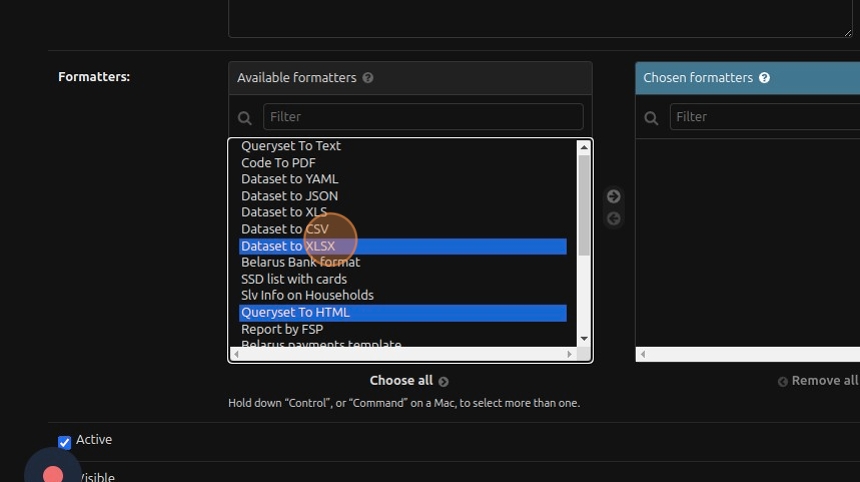 Formatters:
Available formatters
Filter
Queryset To Text
Code To PDF
Dataset to YAML
Dataset to JSON
Dataset to XLS
Dataset to CSV
Dataset to XLSX
Belarus Bank format
SSD list with cards
Slv Info on Households
Queryset To HTML
Report by FSP
Belarus payments template
Choose all
Hold down “Control”, or “Command” on a Mac, to select more than one.
Chosen formatters
Filter
Remove all
Active
Visible